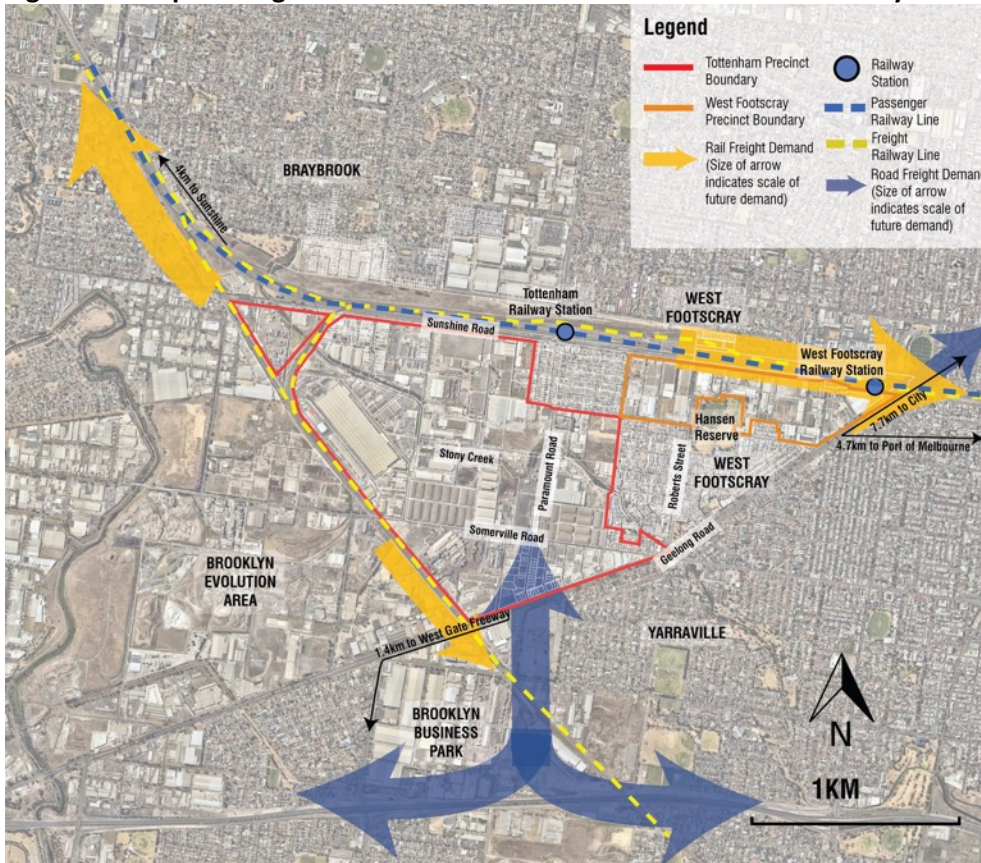 Legend
Tottenham Precinct
Boundary
West Footscray
Precinct Boundary
Rail Freight Demand
(Size of arrow
indicates scale of
future demand)
Railway
Station
Passenger
Railway Line
Freight
Railway Line
Road Freight Deman
(Size of arrow
indicates scale of
future demand)
4km to Sunshine
BRAYBROOK
Tottenham
Railway Station
WEST
FOOTSCRAY
Sunshine Road
West Footscray
Railway Station
7.7km to City
4.7km to Port of Melbourne
Hansen
Reserve
Stony Creek
Paramount Road
Roberts Street
WEST
FOOTSCRAY
Somerville Road
Geelong Road
BROOKLYN
EVOLUTION
AREA
1.4km to West Gate Freeway
YARRAVILLE
BROOKLYN
BUSINESS
PARK
N
1KM